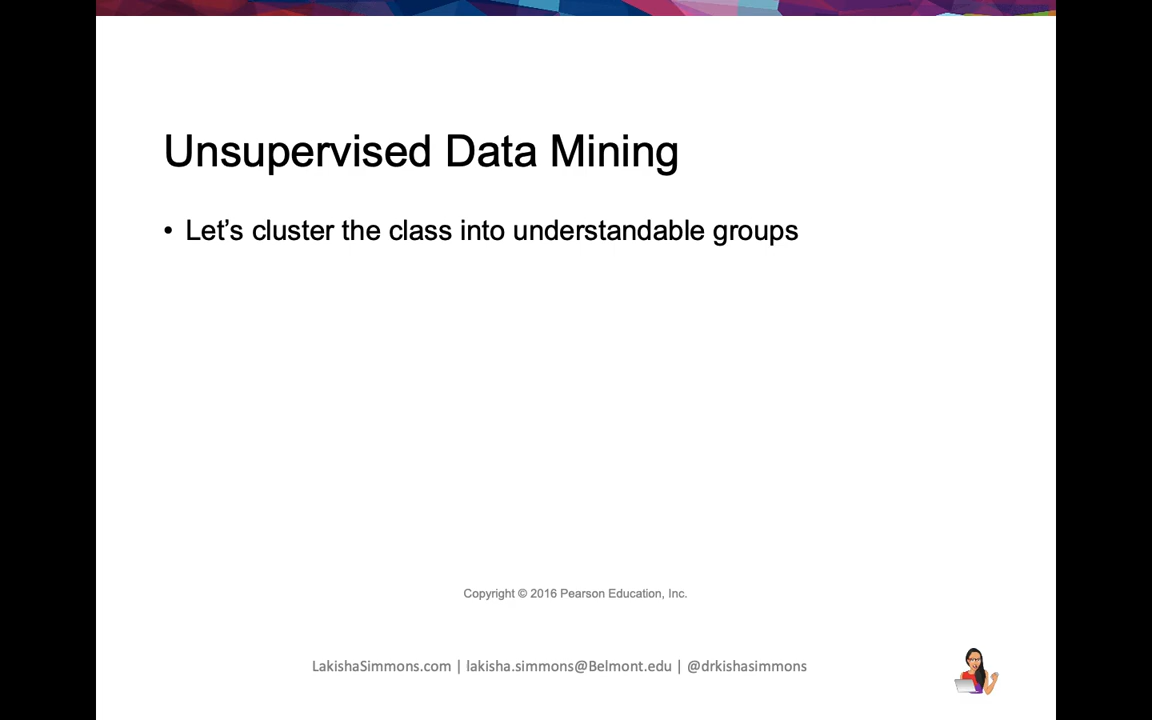 Unsupervised Data Mining
• Let’s cluster the class into understandable groups
Copyright © 2016 Pearson Education, Inc.
LakishaSimmons.com | lakisha.simmons@Belmont.edu | @drkishasimmons